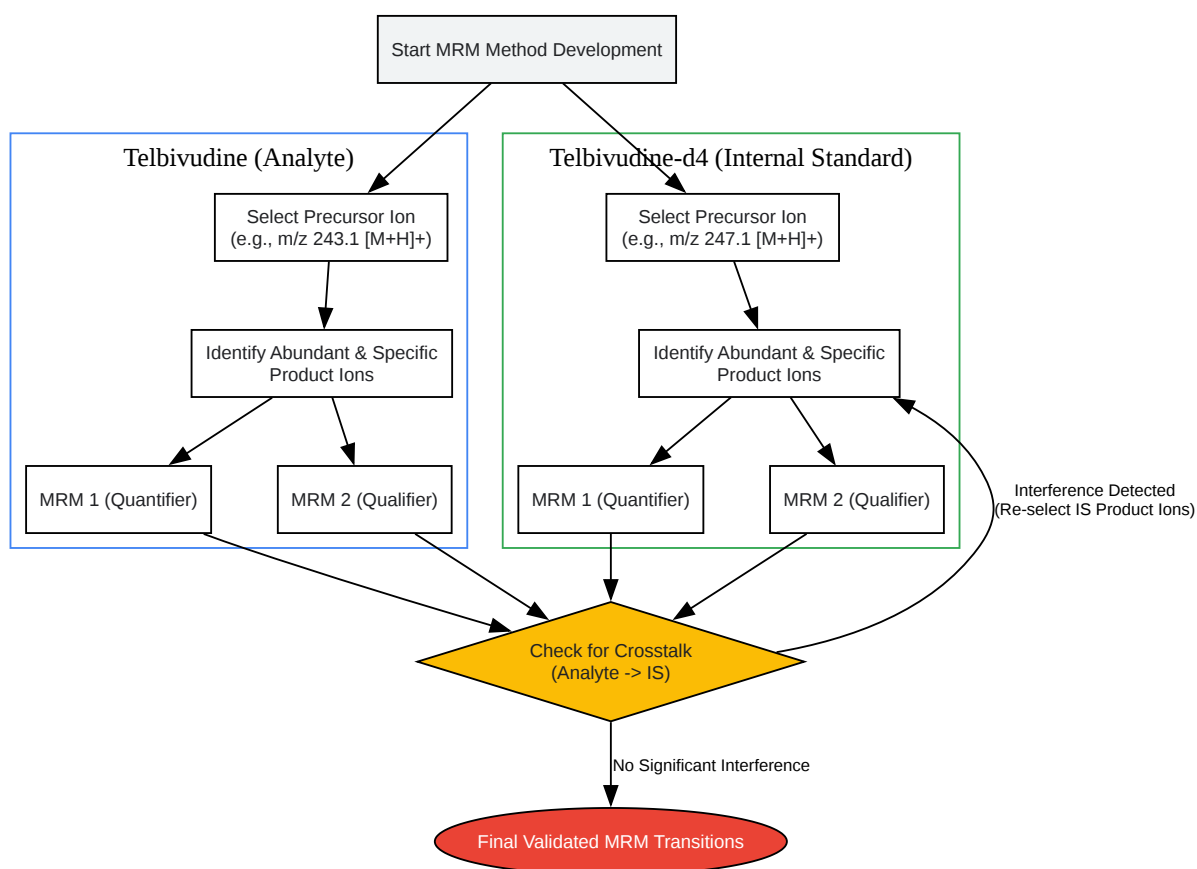 Start MRM Method Development
Telbivudine (Analyte)
Telbivudine-d4 (Internal Standard)
Select Precursor Ion
(e.g., m/z 243.1 [M+H]+)
Select Precursor Ion
(e.g., m/z 247.1 [M+H]+)
Identify Abundant & Specific
Product Ions
Identify Abundant & Specific
Product Ions
MRM 1 (Quantifier)
MRM 2 (Qualifier)
MRM 1 (Quantifier)
MRM 2 (Qualifier)
Interference Detected
(Re-select IS Product Ions)
Check for Crosstalk
(Analyte -> IS)
No Significant Interference
Final Validated MRM Transitions